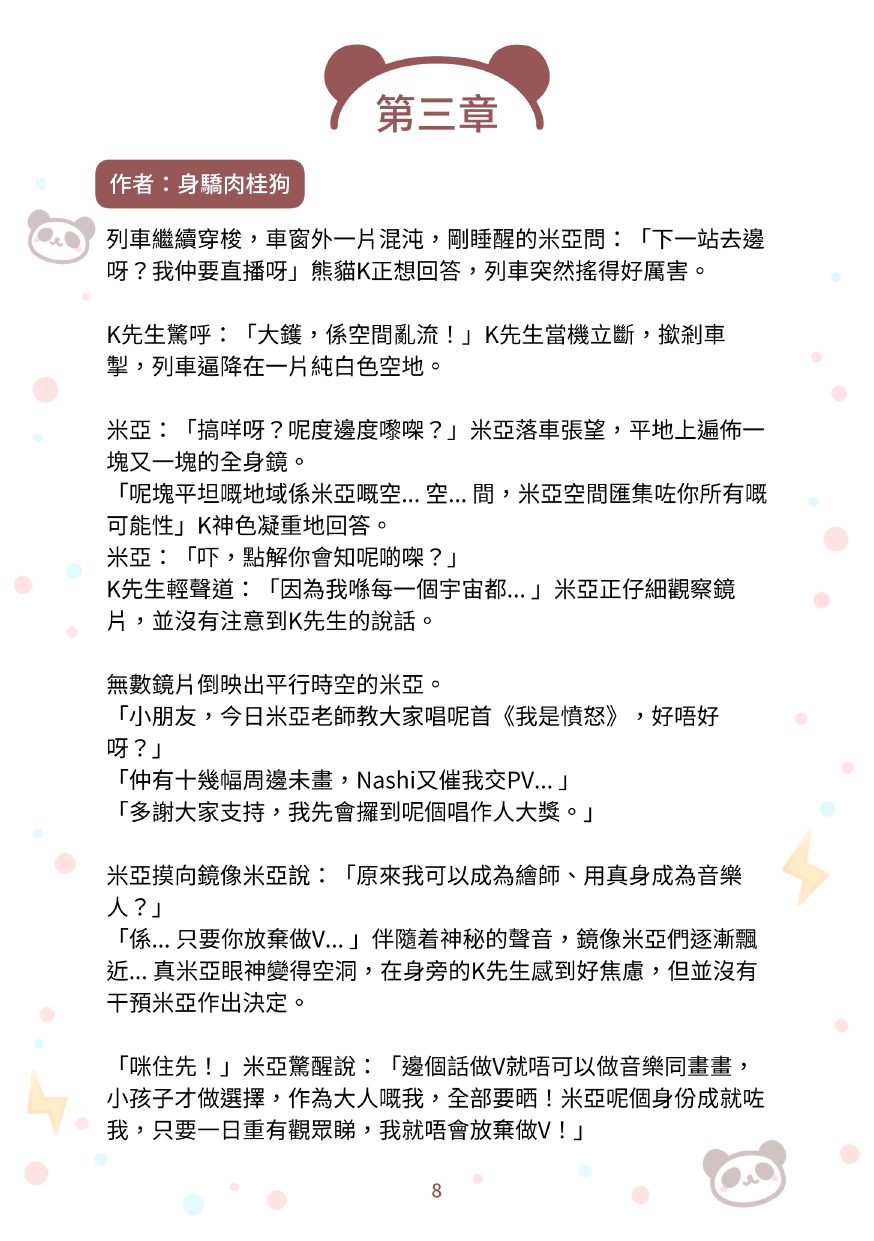 第三章
作者：身驕肉桂狗
列車繼續穿梭，車窗外一片混沌，剛睡醒的米亞問：「下一站去邊
呀？我仲要直播呀」熊貓K正想回答，列車突然搖得好厲害。
K先生驚呼：「大鑊，係空間亂流！」K先生當機立斷，撳剎車
掣，列車逼降在一片純白色空地。
米亞：「搞咩呀？呢度邊度嚟㗎？」米亞落車張望，平地上遍佈一
塊又一塊的全身鏡。
「呢塊平坦嘅地域係米亞嘅空... 空... 間，米亞空間匯集咗你所有嘅
可能性」K神色凝重地回答。
米亞：「吓，點解你會知呢啲㗎？」
K先生輕聲道：「因為我喺每一個宇宙都... 」米亞正仔細觀察鏡
片，並沒有注意到K先生的說話。
無數鏡片倒映出平行時空的米亞。
「小朋友，今日米亞老師教大家唱呢首《我是憤怒》，好唔好
呀？」
「仲有十幾幅周邊未畫，Nashi又催我交PV... 」
「多謝大家支持，我先會攞到呢個唱作人大獎。」
米亞摸向鏡像米亞說：「原來我可以成為繪師、用真身成為音樂
人？」
「係... 只要你放棄做V... 」伴隨着神秘的聲音，鏡像米亞們逐漸飄
近... 真米亞眼神變得空洞，在身旁的K先生感到好焦慮，但並沒有
干預米亞作出決定。
「咪住先！」米亞驚醒說：「邊個話做V就唔可以做音樂同畫畫，
小孩子才做選擇，作為大人嘅我，全部要晒！米亞呢個身份成就咗
我，只要一日重有觀眾睇，我就唔會放棄做V！」
8